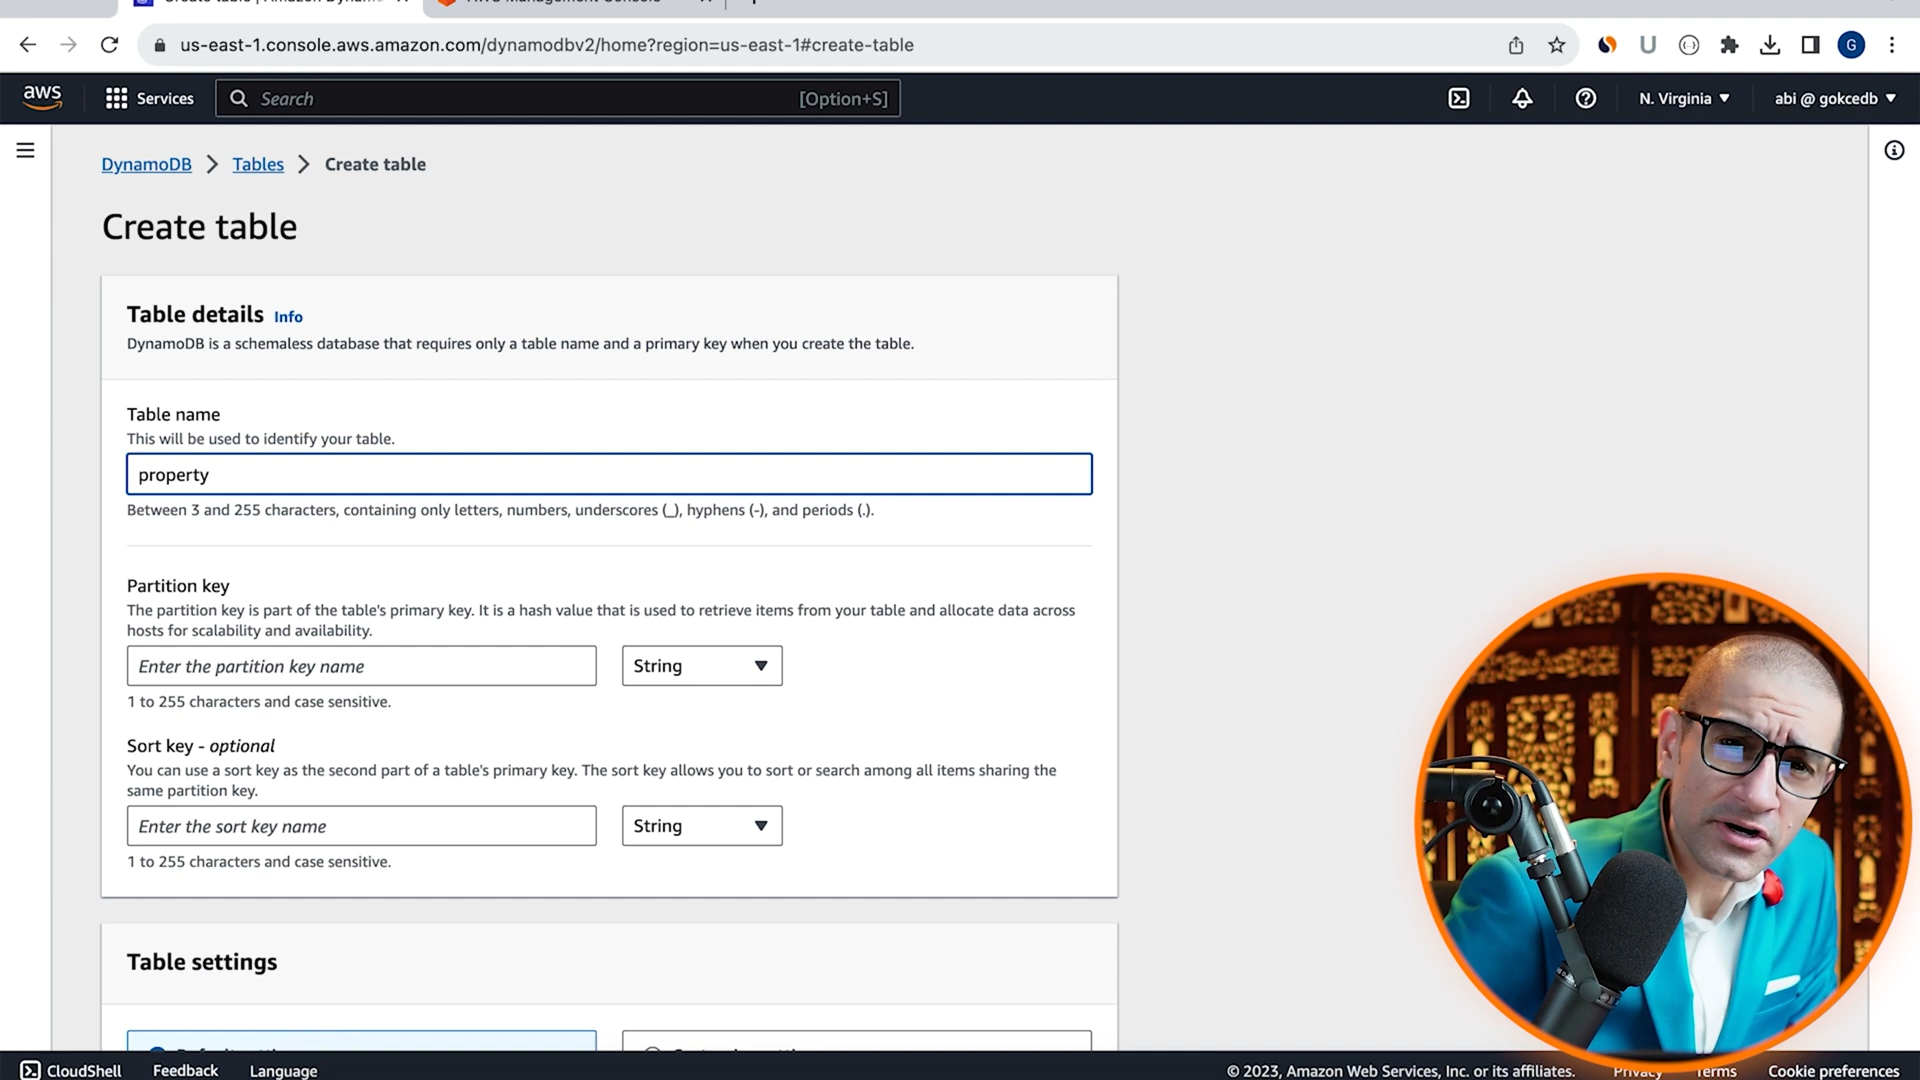 us-east-1.console.aws.amazon.com/dynamodbv2/home?region=us-east-1#create-table
G
aws
Services
Search
[Option+S]
N. Virginia
abi @ gokcedb
DynamoDB
Tables
Create table
Create table
Table details Info
DynamoDB is a schemaless database that requires only a table name and a primary key when you create the table.
Table name
This will be used to identify your table.
property
Between 3 and 255 characters, containing only letters, numbers, underscores (_), hyphens (-), and periods (.).
Partition key
The partition key is part of the table's primary key. It is a hash value that is used to retrieve items from your table and allocate data across
hosts for scalability and availability.
Enter the partition key name
String
1 to 255 characters and case sensitive.
Sort key - optional
You can use a sort key as the second part of a table's primary key. The sort key allows you to sort or search among all items sharing the
same partition key.
Enter the sort key name
String
1 to 255 characters and case sensitive.
Table settings
CloudShell
Feedback
Language
© 2023, Amazon Web Services, Inc. or its affiliates.
Privacy
Terms
Cookie preferences